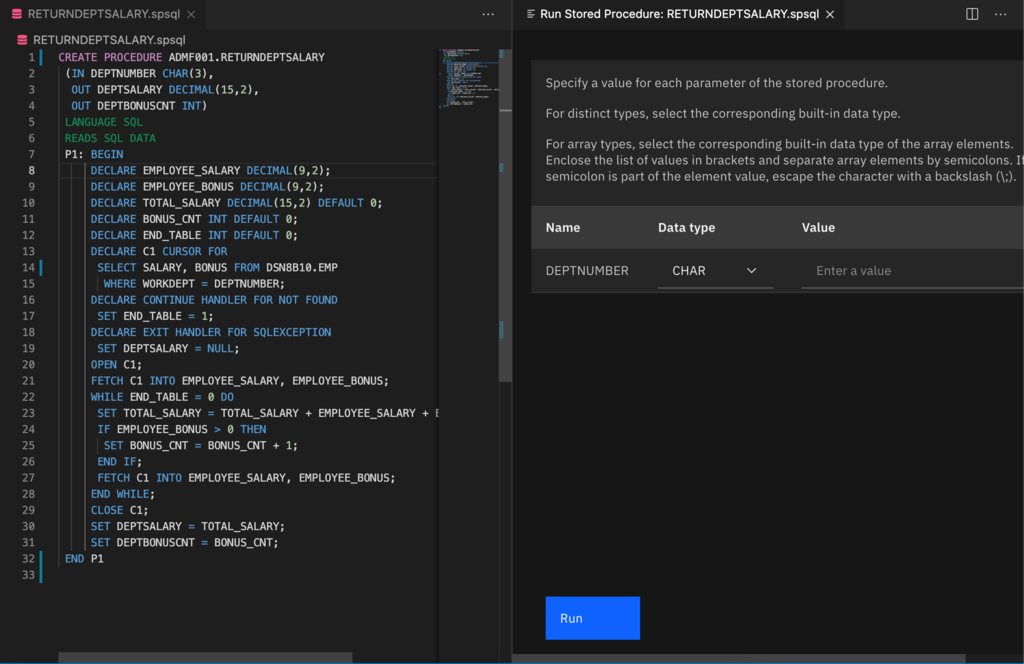 RETURNDEPTSALARY.spsql
RETURNDEPTSALARY.spsql
1 CREATE PROCEDURE ADMF001.RETURNDEPTSALARY
2 (IN DEPTNUMBER CHAR(3),
3 OUT DEPTSALARY DECIMAL(15,2),
4 OUT DEPTBONUSCNT INT)
5 LANGUAGE SQL
6 READS SQL DATA
7 P1: BEGIN
8 DECLARE EMPLOYEE_SALARY DECIMAL(9,2);
9 DECLARE EMPLOYEE_BONUS DECIMAL(9,2);
10 DECLARE TOTAL_SALARY DECIMAL(15,2) DEFAULT 0;
11 DECLARE BONUS_CNT INT DEFAULT 0;
12 DECLARE END_TABLE INT DEFAULT 0;
13 DECLARE C1 CURSOR FOR
14 SELECT SALARY, BONUS FROM DSN8B10.EMP
15 WHERE WORKDEPT = DEPTNUMBER;
16 DECLARE CONTINUE HANDLER FOR NOT FOUND
17 SET END_TABLE = 1;
18 DECLARE EXIT HANDLER FOR SQLEXCEPTION
19 SET DEPTSALARY = NULL;
20 OPEN C1;
21 FETCH C1 INTO EMPLOYEE_SALARY, EMPLOYEE_BONUS;
22 WHILE END_TABLE = 0 DO
23 SET TOTAL_SALARY = TOTAL_SALARY + EMPLOYEE_SALARY +
24 IF EMPLOYEE_BONUS > 0 THEN
25 SET BONUS_CNT = BONUS_CNT + 1;
26 END IF;
27 FETCH C1 INTO EMPLOYEE_SALARY, EMPLOYEE_BONUS;
28 END WHILE;
29 CLOSE C1;
30 SET DEPTSALARY = TOTAL_SALARY;
31 SET DEPTBONUSCNT = BONUS_CNT;
32 END P1
33
Run Stored Procedure: RETURNDEPTSALARY.spsql
Specify a value for each parameter of the stored procedure.
For distinct types, select the corresponding built-in data type.
For array types, select the corresponding built-in data type of the array elements.
Enclose the list of values in brackets and separate array elements by semicolons. If
semicolon is part of the element value, escape the character with a backslash (\;).
Name Data type Value
DEPTNUMBER CHAR Enter a value
Run